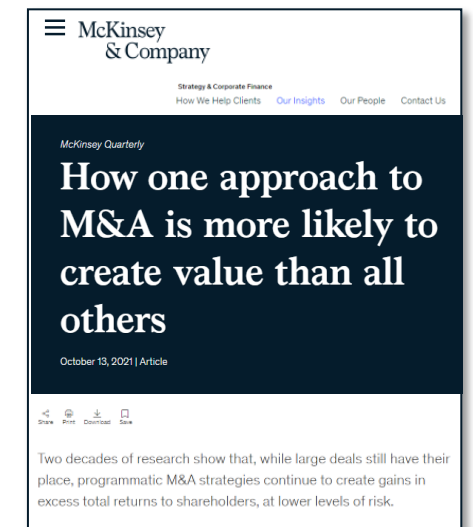 McKinsey
& Company
Strategy & Corporate Finance
How We Help Clients Our Insights Our People Contact Us
McKinsey Quarterly
How one approach to
M&A is more likely to
create value than all
others
October 13, 2021 | Article
Share Print Download Save
Two decades of research show that, while large deals still have their
place, programmatic M&A strategies continue to create gains in
excess total returns to shareholders, at lower levels of risk.